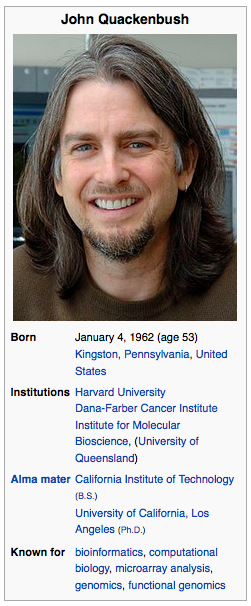 John Quackenbush
Born January 4, 1962 (age 53)
Kingston, Pennsylvania, United
States
Institutions Harvard University
Dana-Farber Cancer Institute
Institute for Molecular
Bioscience, (University of
Queensland)
Alma mater California Institute of Technology
(B.S.)
University of California, Los
Angeles (Ph.D.)
Known for bioinformatics, computational
biology, microarray analysis,
genomics, functional genomics